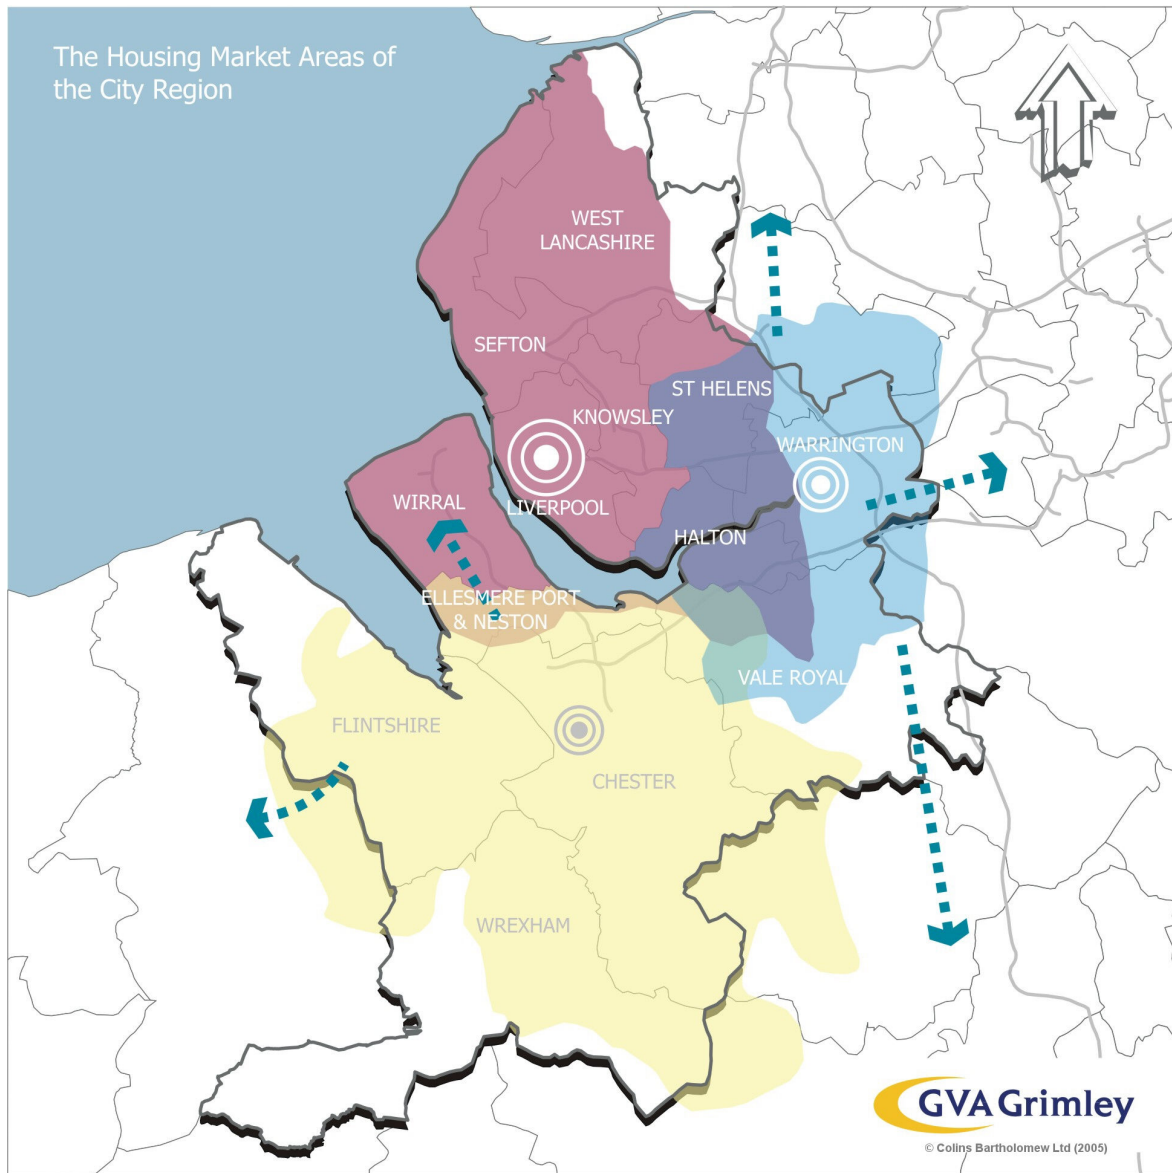 The Housing Market Areas of
the City Region
WEST
LANCASHIRE
SEFTON
ST HELENS
KNOWSLEY
WARRINGTON
WIRRAL
LIVERPOOL
HALTON
ELLESMERE PORT
& NESTON
VALE ROYAL
FLINTSHIRE
CHESTER
WREXHAM
GVA Grimley
© Colins Bartholomew Ltd (2005)